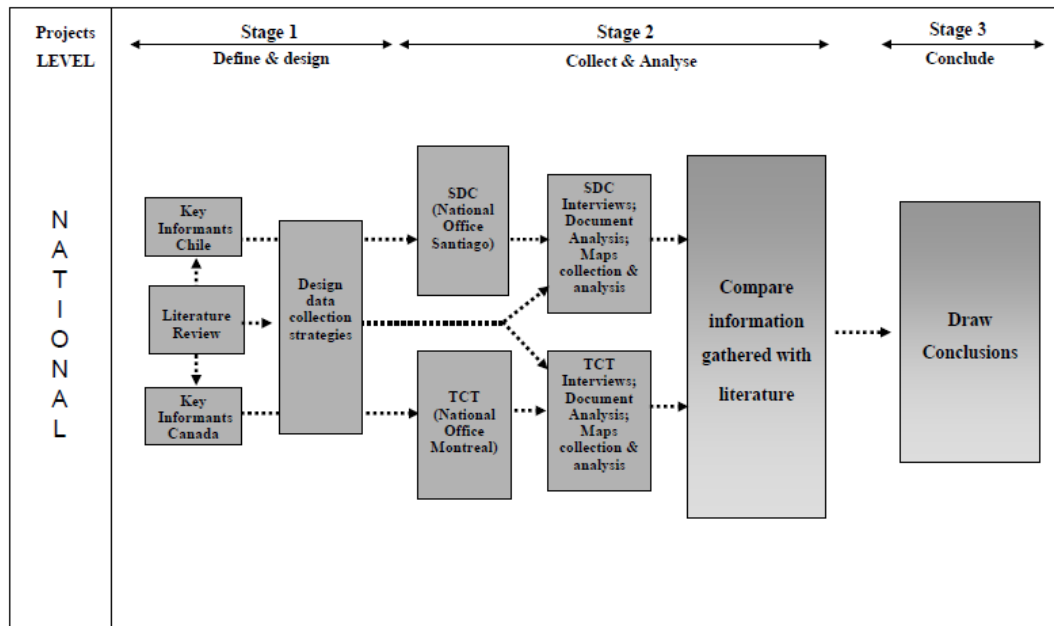 Projects
LEVEL
Stage 1
Define & design
Stage 2
Collect & Analyse
Stage 3
Conclude
N
A
T
I
O
N
A
L
Key
Informants
Chile
Literature
Review
Key
Informants
Canada
Design
data
collection
strategies
SDC
(National
Office
Santiago)
TCT
(National
Office
Montreal)
SDC
Interviews;
Document
Analysis;
Maps
collection &
analysis
TCT
Interviews;
Document
Analysis;
Maps
collection &
analysis
Compare
information
gathered with
literature
Draw
Conclusions